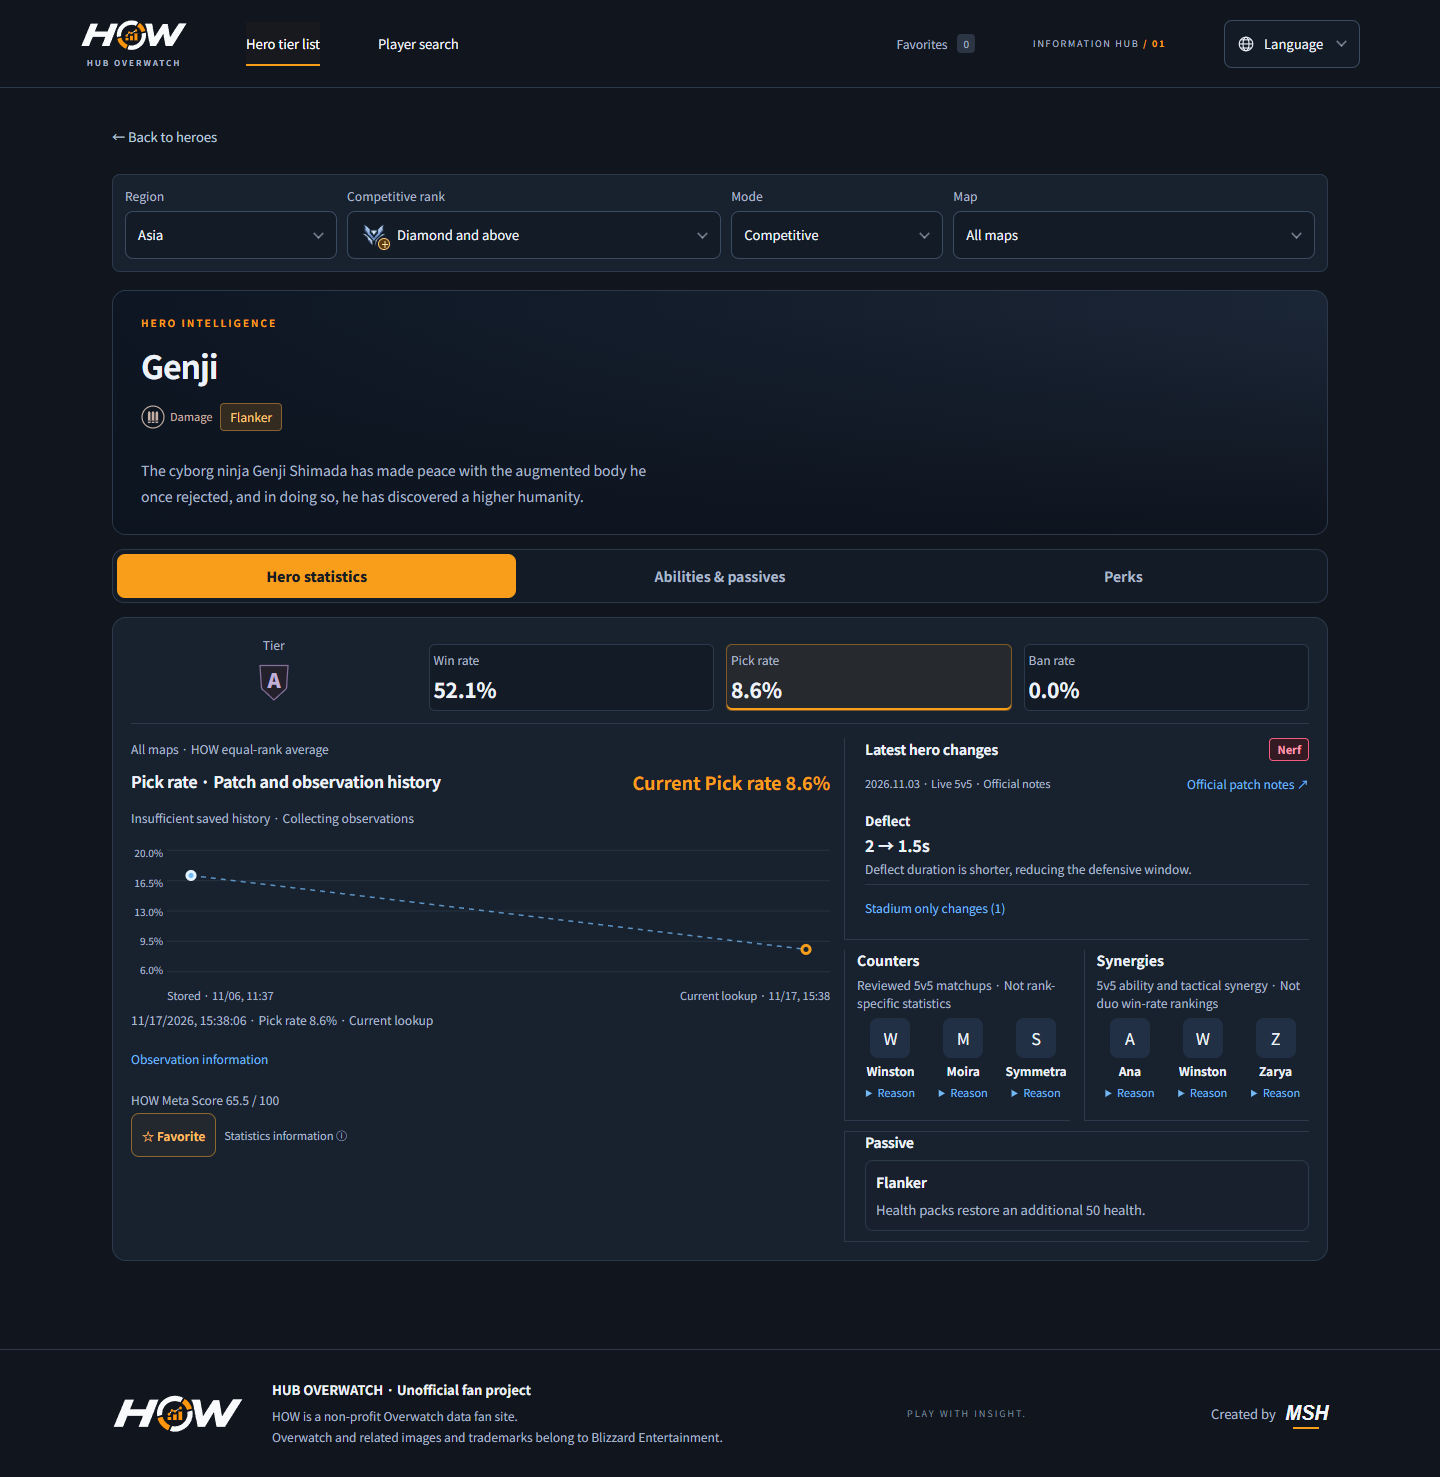 HOW
HUB OVERWATCH
Hero tier list
Player search
Favorites 0
INFORMATION HUB / 01
Language
← Back to heroes
Region
Competitive rank
Mode
Map
Asia
Diamond and above
Competitive
All maps
HERO INTELLIGENCE
Genji
Damage
Flanker
The cyborg ninja Genji Shimada has made peace with the augmented body he
once rejected, and in doing so, he has discovered a higher humanity.
Hero statistics
Abilities & passives
Perks
Tier
A
Win rate
52.1%
Pick rate
8.6%
Ban rate
0.0%
All maps · HOW equal-rank average
Pick rate · Patch and observation history
Current Pick rate 8.6%
Insufficient saved history · Collecting observations
20.0%
16.5%
13.0%
9.5%
6.0%
Stored · 11/06, 11:37
Current lookup · 11/17, 15:38
11/17/2026, 15:38:06 · Pick rate 8.6% · Current lookup
Observation information
HOW Meta Score 65.5 / 100
☆ Favorite
Statistics information ⓘ
Latest hero changes
Nerf
2026.11.03 · Live 5v5 · Official notes
Official patch notes ↗
Deflect
2 → 1.5s
Deflect duration is shorter, reducing the defensive window.
Stadium only changes (1)
Counters
Reviewed 5v5 matchups · Not rank-
specific statistics
W
M
S
Winston
Moira
Symmetra
▶ Reason
▶ Reason
▶ Reason
Synergies
5v5 ability and tactical synergy · Not
duo win-rate rankings
A
W
Z
Ana
Winston
Zarya
▶ Reason
▶ Reason
▶ Reason
Passive
Flanker
Health packs restore an additional 50 health.
HOW
HUB OVERWATCH · Unofficial fan project
HOW is a non-profit Overwatch data fan site.
Overwatch and related images and trademarks belong to Blizzard Entertainment.
PLAY WITH INSIGHT.
Created by MSH